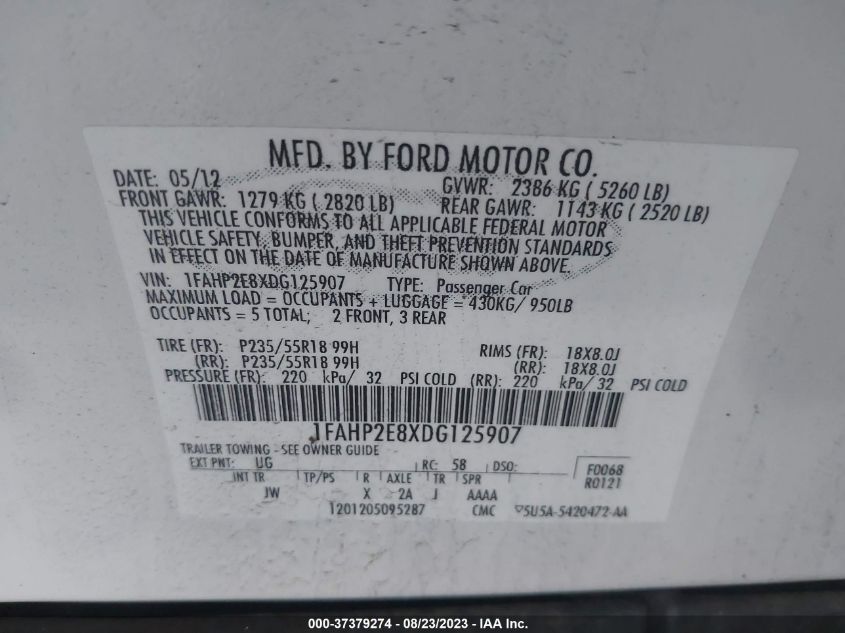 MFD. BY FORD MOTOR CO.
DATE: 05/12 GVWR: 2386 KG ( 5260 LB)
FRONT GAWR: 1279 KG ( 2820 LB) REAR GAWR: 1143 KG ( 2520 LB)
THIS VEHICLE CONFORMS TO ALL APPLICABLE FEDERAL MOTOR
VEHICLE SAFETY, BUMPER, AND THEFT PREVENTION STANDARDS
IN EFFECT ON THE DATE OF MANUFACTURE SHOWN ABOVE.
VIN: 1FAHP2E8XDG125907 TYPE: Passenger Car
MAXIMUM LOAD = OCCUPANTS + LUGGAGE = 430KG/ 950LB
OCCUPANTS = 5 TOTAL; 2 FRONT, 3 REAR
TIRE (FR): P235/55R18 99H RIMS (FR): 18X8.0J
(RR): P235/55R18 99H (RR): 18X8.0J
PRESSURE (FR): 220 kPa/ 32 PSI COLD (RR): 220 kPa/ 32 PSI COLD
1FAHP2E8XDG125907
TRAILER TOWING - SEE OWNER GUIDE
EXT PNT: UG RC: 58 DSO: F0068
INT TR TP/PS R AXLE TR SPR R0121
JW X 2A J AAAA
1201205095287 CMC 5U5A-5420472-AA
000-37379274 - 08/23/2023 - IAA Inc.